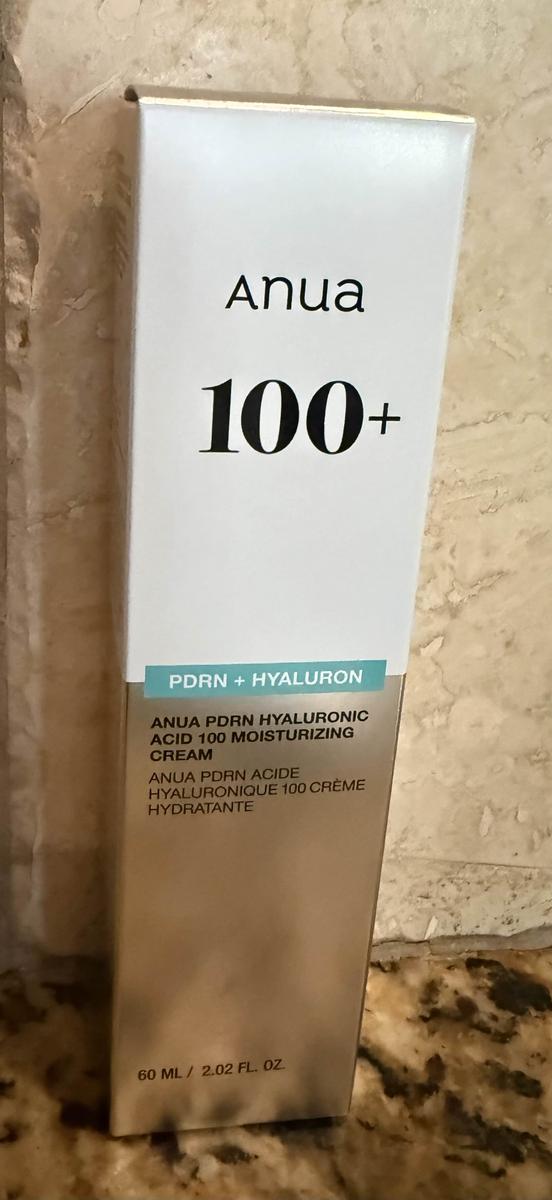 Anua
100+
PDRN + HYALURON
ANUA PDRN HYALURONIC
ACID 100 MOISTURIZING
CREAM
ANUA PDRN ACIDE
HYALURONIQUE 100 CRÈME
HYDRATANTE
60 ML / 2.02 FL. OZ.